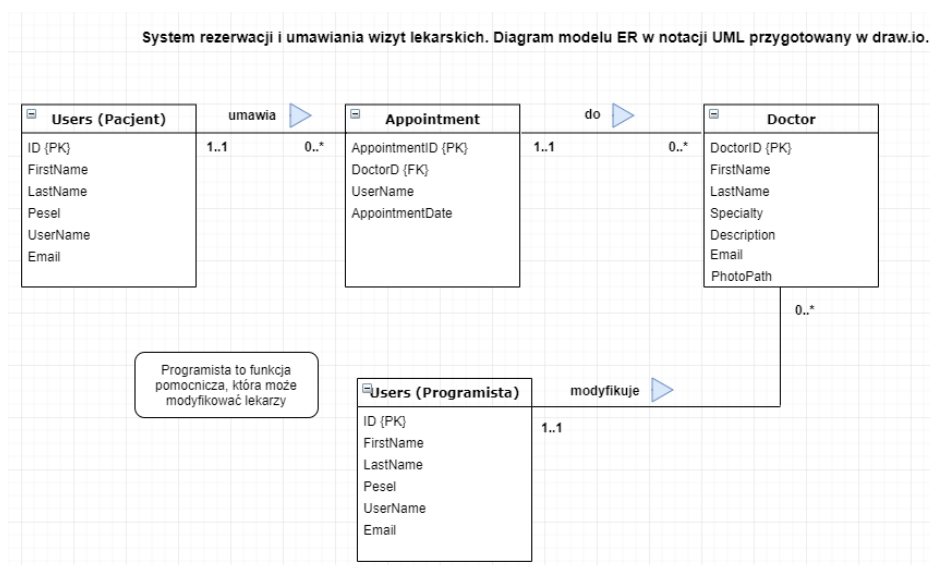 System rezerwacji i umawiania wizyt lekarskich. Diagram modelu ER w notacji UML przygotowany w draw.io.
Users (Pacjent)
ID {PK}
FirstName
LastName
Pesel
UserName
Email
umawia
1..1
0..*
Appointment
AppointmentID {PK}
DoctorD {FK}
UserName
AppointmentDate
do
1..1
0..*
Doctor
DoctorID {PK}
FirstName
LastName
Specialty
Description
Email
PhotoPath
0..*
Programista to funkcja
pomocnicza, która może
modyfikować lekarzy
Users (Programista)
ID {PK}
FirstName
LastName
Pesel
UserName
Email
modyfikuje
1..1